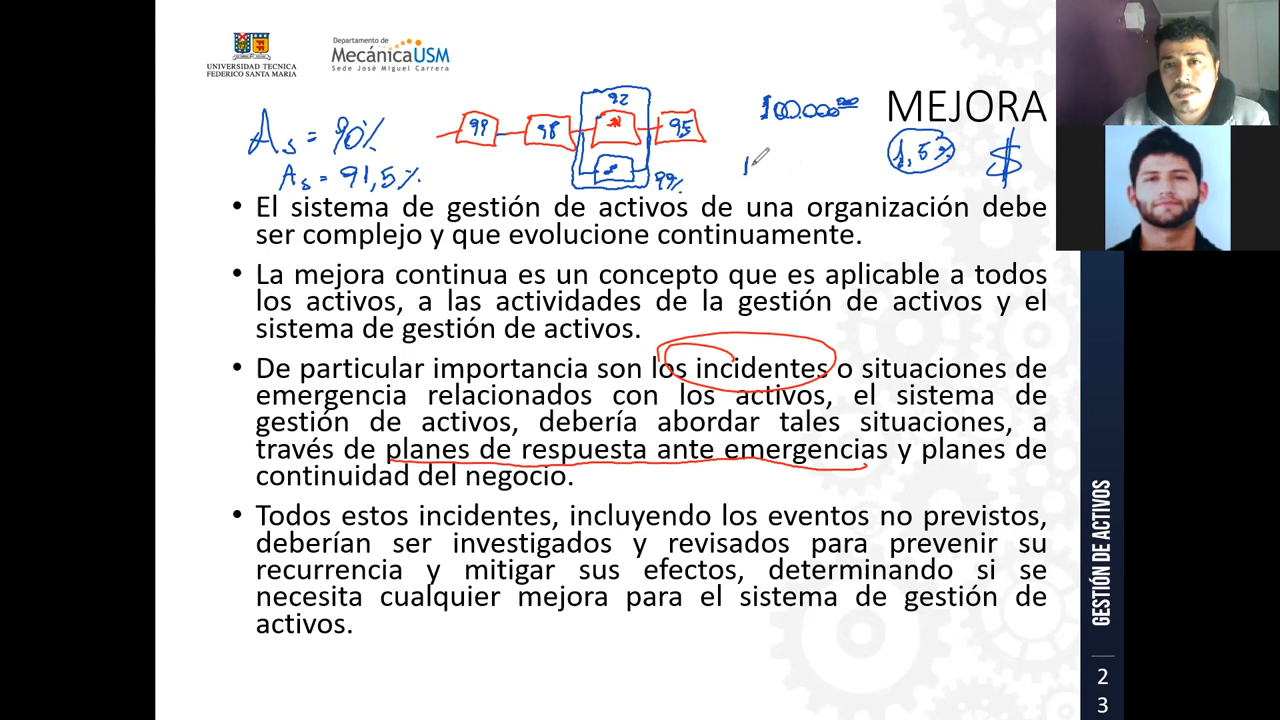 UNIVERSIDAD TECNICA
FEDERICO SANTA MARIA
Departamento de
MecánicaUSM
Sede José Miguel Carrera
MEJORA
As = 90%
As = 91,5%
99
98
92
95
99%
1,5%
$
• El sistema de gestión de activos de una organización debe
ser complejo y que evolucione continuamente.
• La mejora continua es un concepto que es aplicable a todos
los activos, a las actividades de la gestión de activos y el
sistema de gestión de activos.
• De particular importancia son los incidentes o situaciones de
emergencia relacionados con los activos, el sistema de
gestión de activos, debería abordar tales situaciones, a
través de planes de respuesta ante emergencias y planes de
continuidad del negocio.
• Todos estos incidentes, incluyendo los eventos no previstos,
deberían ser investigados y revisados para prevenir su
recurrencia y mitigar sus efectos, determinando si se
necesita cualquier mejora para el sistema de gestión de
activos.
GESTIÓN DE ACTIVOS
2
3